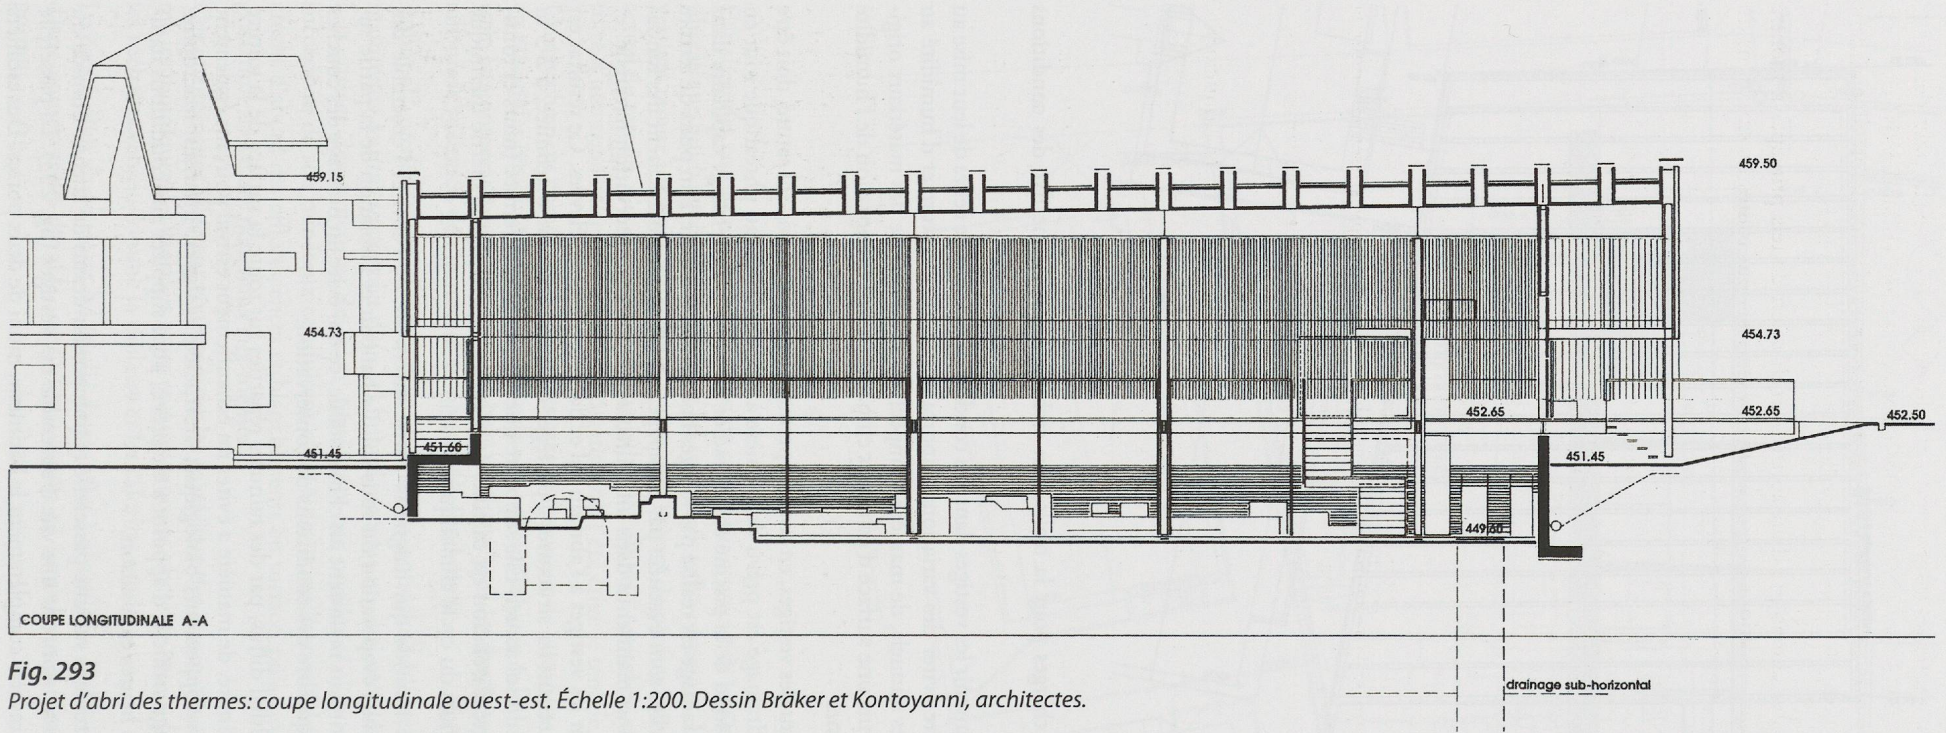 459.15
459.50
454.73
454.73
452.65
452.65
452.50
451.45
451.60
451.45
449.60
COUPE LONGITUDINALE A-A
drainage sub-horizontal
Fig. 293
Projet d'abri des thermes: coupe longitudinale ouest-est. Échelle 1:200. Dessin Bräker et Kontoyanni, architectes.